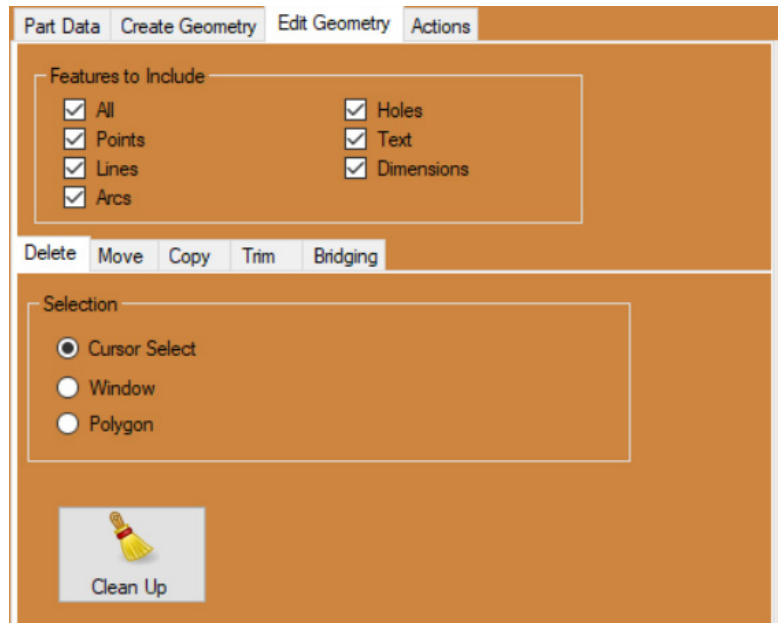 Part Data Create Geometry Edit Geometry Actions
Features to Include
All
Points
Lines
Arcs
Holes
Text
Dimensions
Delete Move Copy Trim Bridging
Selection
Cursor Select
Window
Polygon
Clean Up